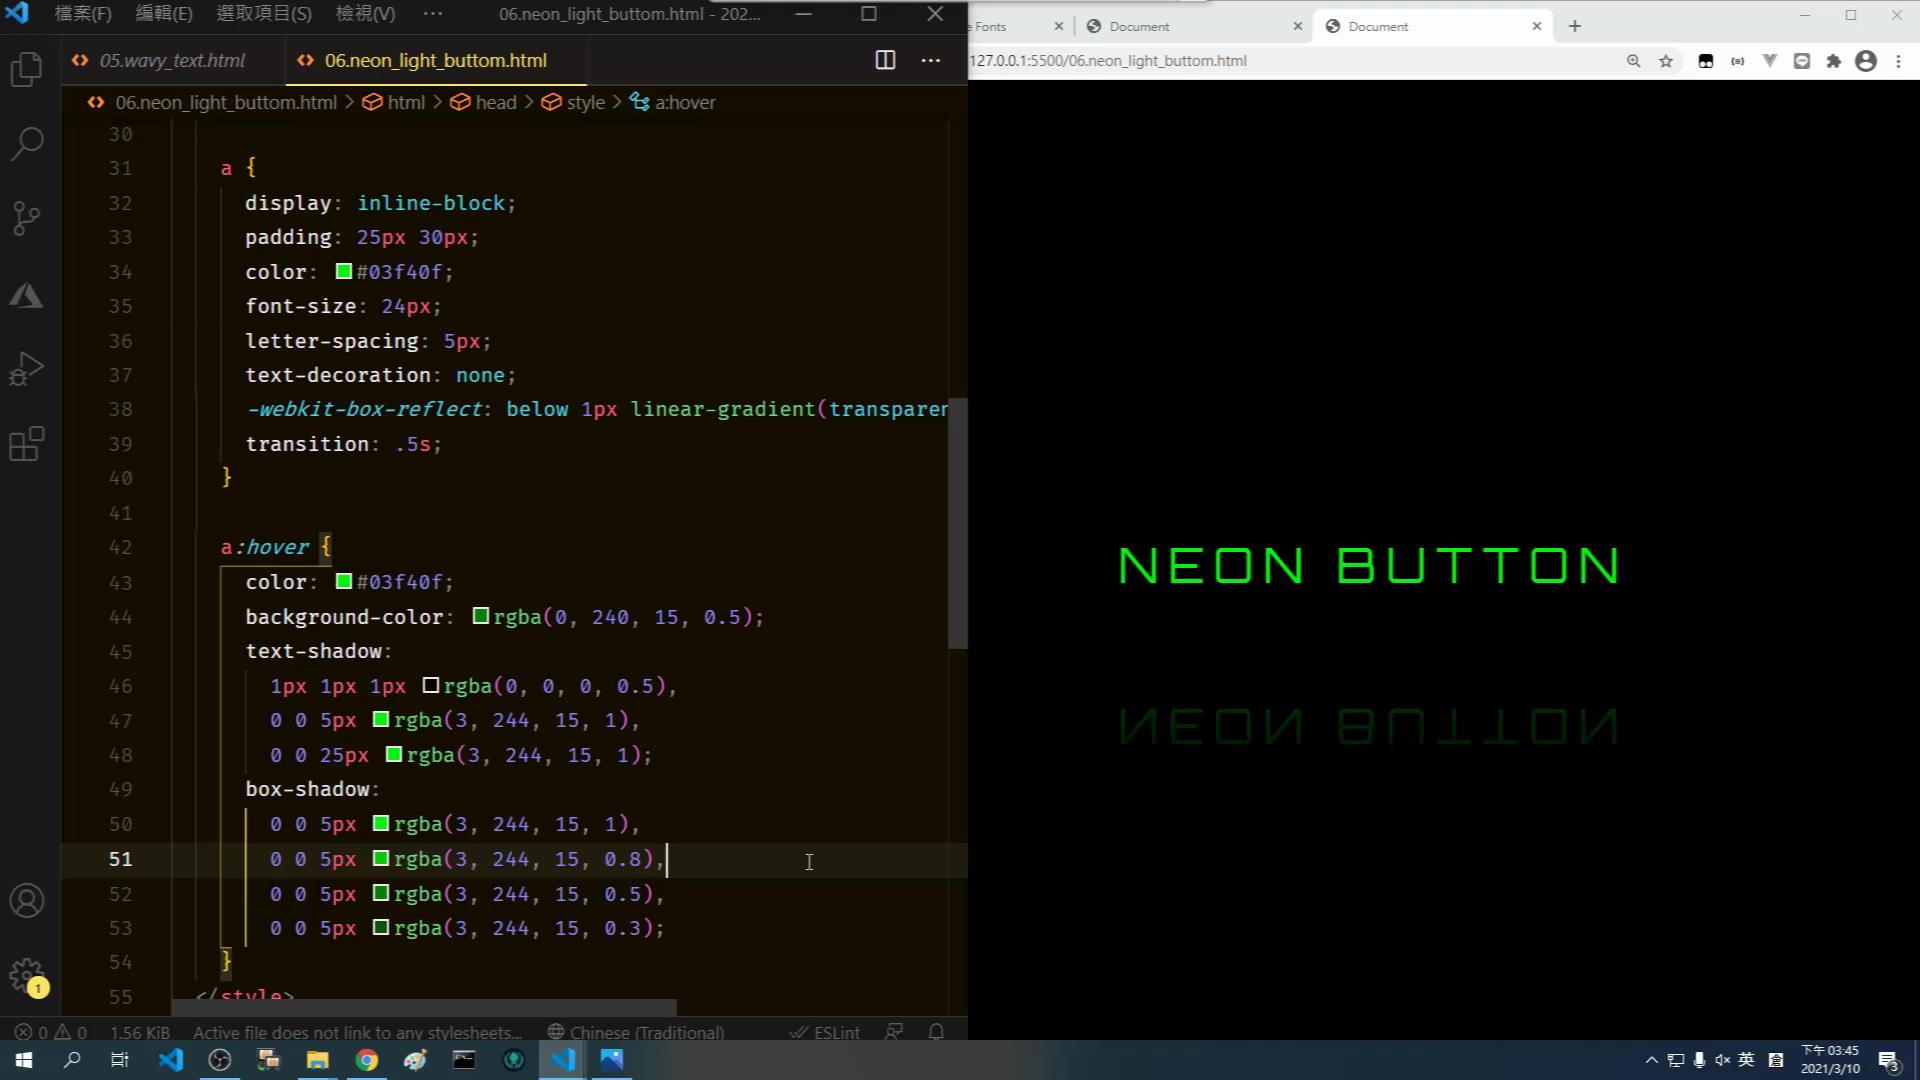 檔案(F) 編輯(E) 選取項目(S) 檢視(V) ··· 06.neon_light_buttom.html - 202...
05.wavy_text.html 06.neon_light_buttom.html
06.neon_light_buttom.html > html > head > style > a:hover
30
31 a {
32 display: inline-block;
33 padding: 25px 30px;
34 color: #03f40f;
35 font-size: 24px;
36 letter-spacing: 5px;
37 text-decoration: none;
38 -webkit-box-reflect: below 1px linear-gradient(transparen
39 transition: .5s;
40 }
41
42 a:hover {
43 color: #03f40f;
44 background-color: rgba(0, 240, 15, 0.5);
45 text-shadow:
46 1px 1px 1px rgba(0, 0, 0, 0.5),
47 0 0 5px rgba(3, 244, 15, 1),
48 0 0 25px rgba(3, 244, 15, 1);
49 box-shadow:
50 0 0 5px rgba(3, 244, 15, 1),
51 0 0 5px rgba(3, 244, 15, 0.8),
52 0 0 5px rgba(3, 244, 15, 0.5),
53 0 0 5px rgba(3, 244, 15, 0.3);
54 }
55 </style>
1
0 0 1.56 KiB Active file does not link to any stylesheets... Chinese (Traditional) ESLint
e Fonts Document Document
127.0.0.1:5500/06.neon_light_buttom.html
NEON BUTTON
NEON BUTTON
英 倉 下午 03:45
2021/3/10 3